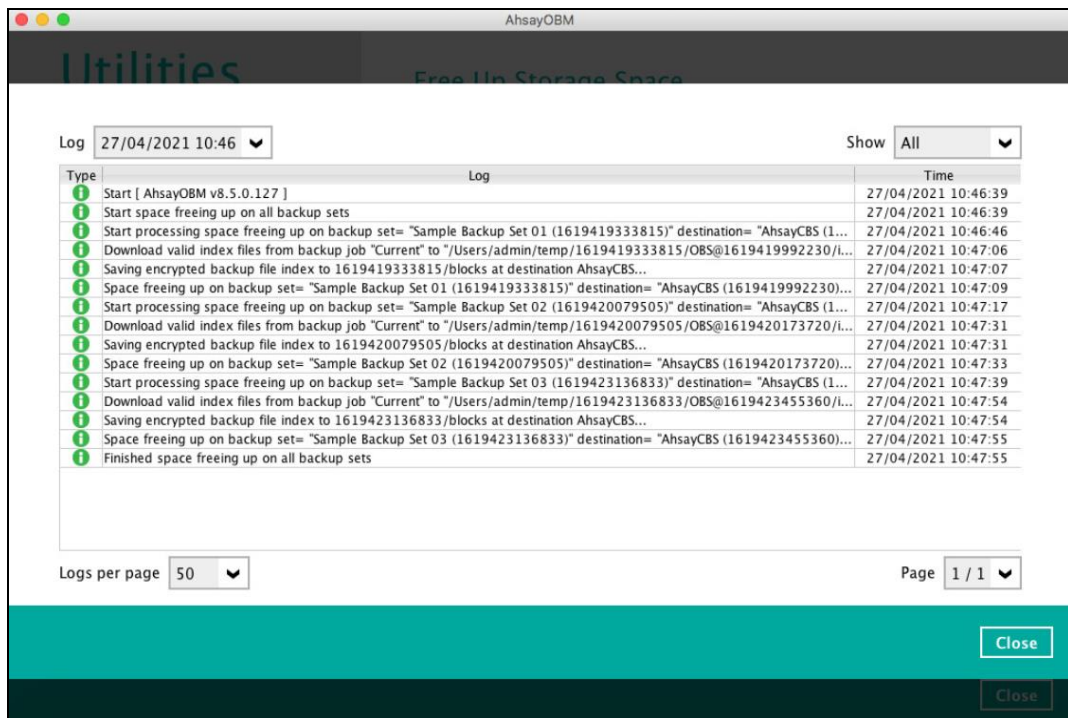 AhsayOBM
Utilities
Free Up Storage Space
Log 27/04/2021 10:46
Show All
Type Log Time
Start [ AhsayOBM v8.5.0.127 ] 27/04/2021 10:46:39
Start space freeing up on all backup sets 27/04/2021 10:46:39
Start processing space freeing up on backup set= "Sample Backup Set 01 (1619419333815)" destination= "AhsayCBS (1... 27/04/2021 10:46:46
Download valid index files from backup job "Current" to "/Users/admin/temp/1619419333815/OBS@1619419992230/i... 27/04/2021 10:47:06
Saving encrypted backup file index to 1619419333815/blocks at destination AhsayCBS... 27/04/2021 10:47:07
Space freeing up on backup set= "Sample Backup Set 01 (1619419333815)" destination= "AhsayCBS (1619419992230)... 27/04/2021 10:47:09
Start processing space freeing up on backup set= "Sample Backup Set 02 (1619420079505)" destination= "AhsayCBS (1... 27/04/2021 10:47:17
Download valid index files from backup job "Current" to "/Users/admin/temp/1619420079505/OBS@1619420173720/i... 27/04/2021 10:47:31
Saving encrypted backup file index to 1619420079505/blocks at destination AhsayCBS... 27/04/2021 10:47:31
Space freeing up on backup set= "Sample Backup Set 02 (1619420079505)" destination= "AhsayCBS (1619420173720)... 27/04/2021 10:47:33
Start processing space freeing up on backup set= "Sample Backup Set 03 (1619423136833)" destination= "AhsayCBS (1... 27/04/2021 10:47:39
Download valid index files from backup job "Current" to "/Users/admin/temp/1619423136833/OBS@1619423455360/i... 27/04/2021 10:47:54
Saving encrypted backup file index to 1619423136833/blocks at destination AhsayCBS... 27/04/2021 10:47:54
Space freeing up on backup set= "Sample Backup Set 03 (1619423136833)" destination= "AhsayCBS (1619423455360)... 27/04/2021 10:47:55
Finished space freeing up on all backup sets 27/04/2021 10:47:55
Logs per page 50
Page 1 / 1
Close
Close